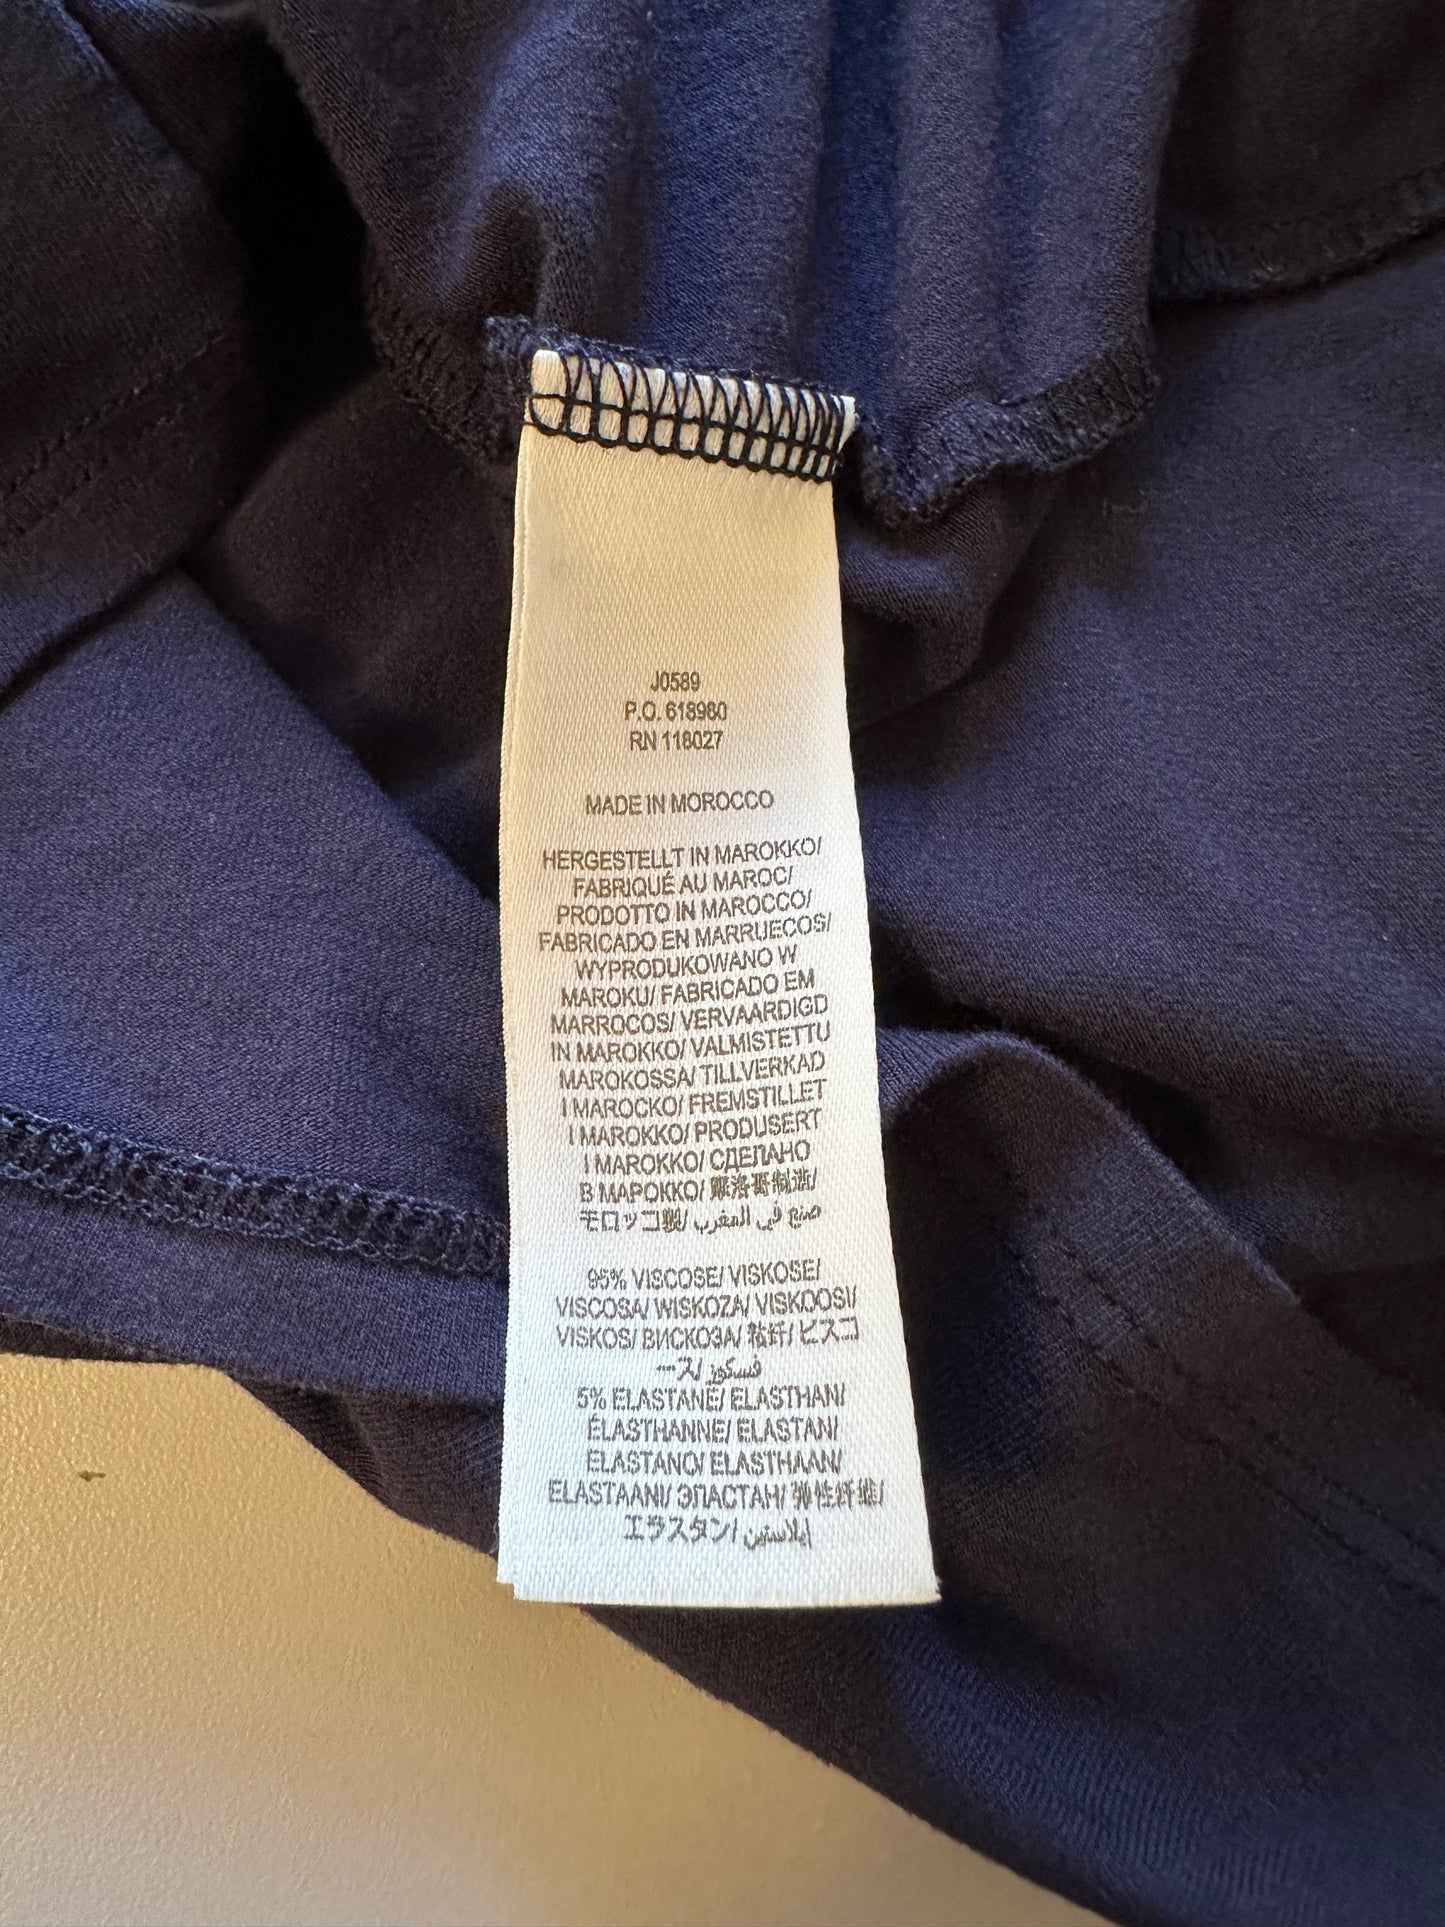 J0589
P.O. 618960
RN 118027
MADE IN MOROCCO
HERGESTELLT IN MAROKKO/
FABRIQUÉ AU MAROC/
PRODOTTO IN MAROCCO/
FABRICADO EN MARRUECOS/
WYPRODUKOWANO W
MAROKU/ FABRICADO EM
MARROCOS/ VERVAARDIGD
IN MAROKKO/ VALMISTETTU
MAROKOSSA/ TILLVERKAD
I MAROCKO/ FREMSTILLET
I MAROKKO/ PRODUSERT
I MAROKKO/ СДЕЛАНО
В МАРОККО/ 摩洛哥制造/
モロッコ製/ صنع في المغرب
95% VISCOSE/ VISKOSE/
VISCOSA/ WISKOZA/ VISKOOSI/
VISKOS/ ВИСКОЗА/ 粘纤/ ビスコ
ース/ فسكوز
5% ELASTANE/ ELASTHAN/
ÉLASTHANNE/ ELASTAN/
ELASTANO/ ELASTHAAN/
ELASTAANI/ ЭЛАСТАН/ 弹性纤维/
エラスタン/ إيلاستين